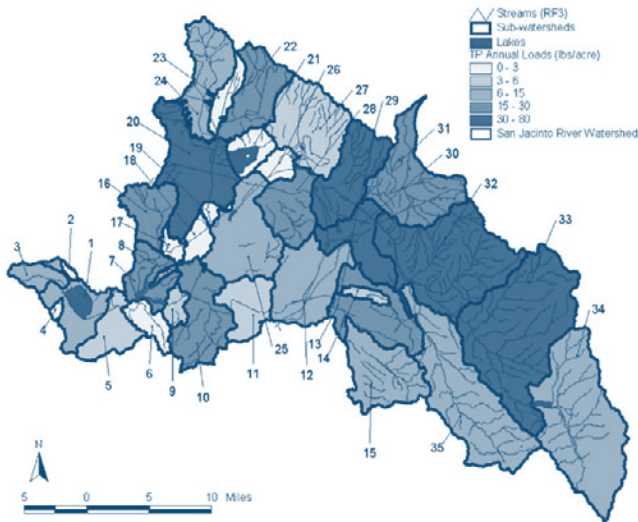 Streams (RF3)
Sub-watersheds
Lakes
TP Annual Loads (lbs/acre)
0 - 3
3 - 6
6 - 15
15 - 30
30 - 80
San Jacinto River Watershed
22
21
23
26
24
27
28
29
20
31
19
30
18
16
32
17
33
2
8
1
3
7
34
4
13
14
5
6
9
10
11
25
12
15
35
N
5 0 5 10 Miles